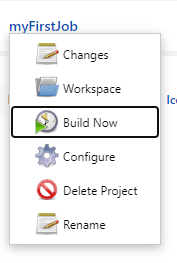 myFirstJob
Changes
Workspace
Build Now
Configure
Delete Project
Rename